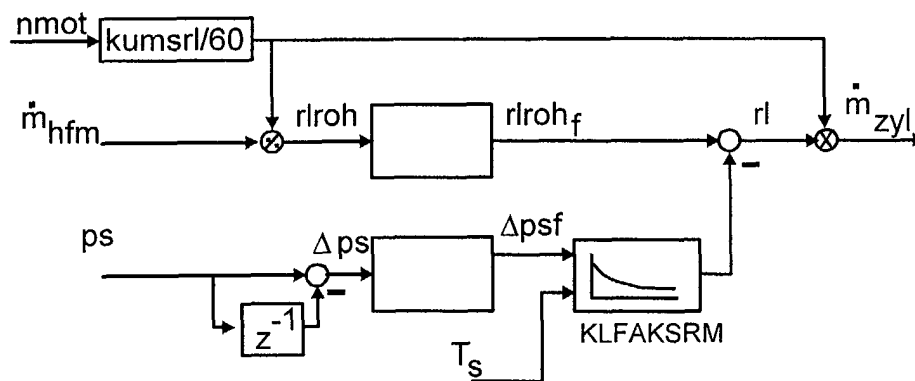 nmot
kumsrl/60
ṁhfm
rlroh
rlrohf
rl
ṁzyl
ps
Δps
Δpsf
z-1
Ts
KLFAKSRM